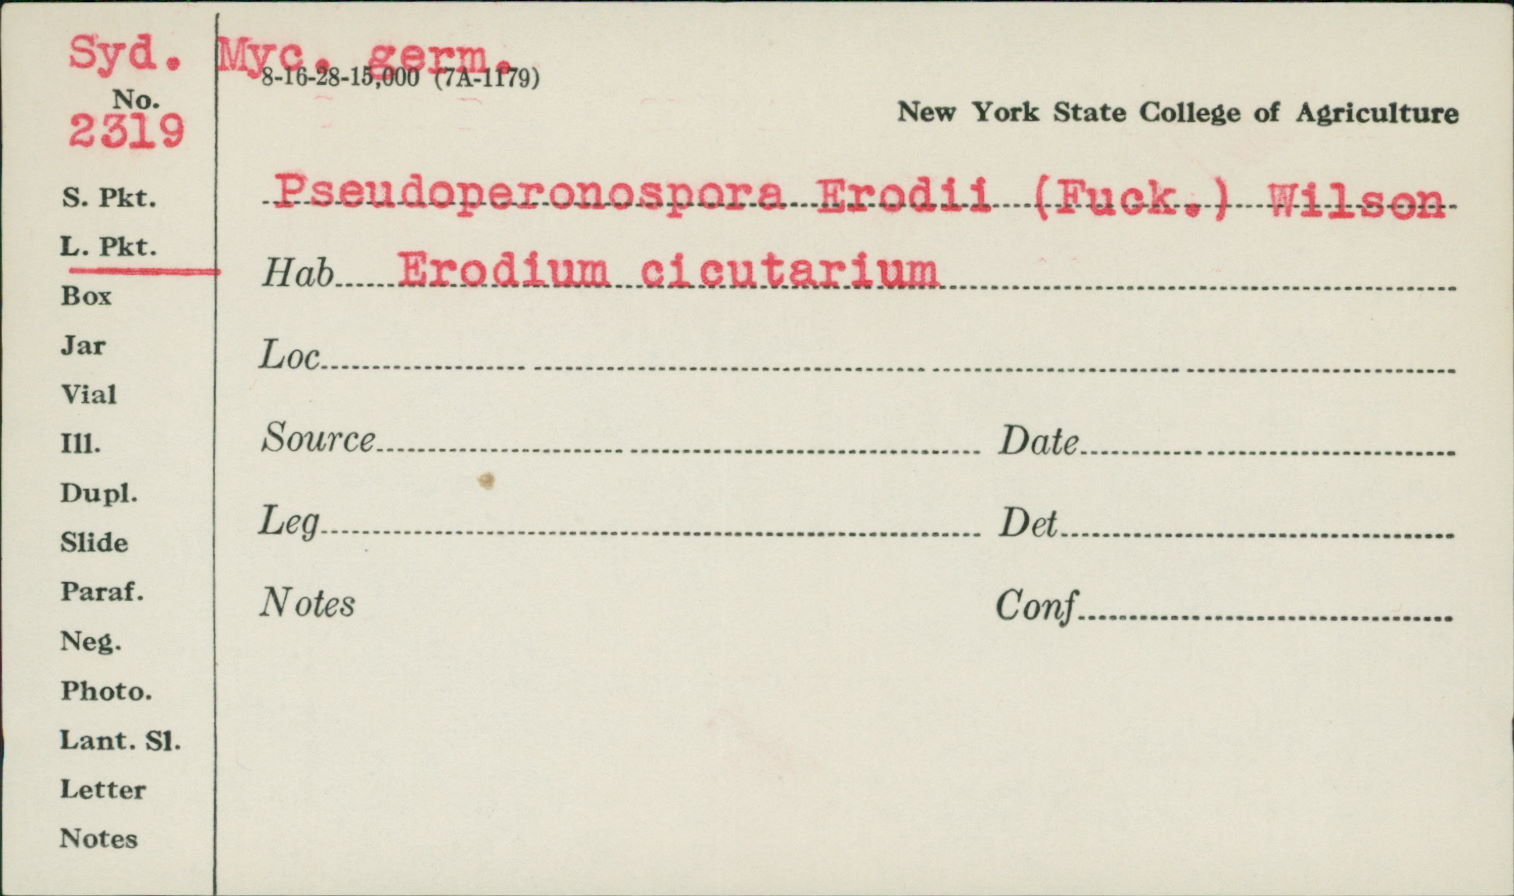 Syd. Myc. germ.
8-16-28-15,000 (7A-1179)
No.
2319
New York State College of Agriculture
S. Pkt.
Pseudoperonospora Erodii (Fuck.) Wilson
L. Pkt.
Hab Erodium cicutarium
Box
Jar
Loc
Vial
Ill.
Source Date
Dupl.
Slide
Leg Det
Paraf.
Notes Conf
Neg.
Photo.
Lant. Sl.
Letter
Notes